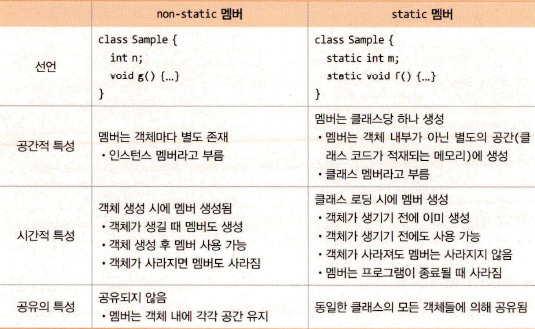 non-static 멤버
static 멤버
선언
class Sample {
int n;
void g() {...}
}
class Sample {
static int m;
static void f() {...}
}
공간적 특성
멤버는 객체마다 별도 존재
• 인스턴스 멤버라고 부름
멤버는 클래스당 하나 생성
• 멤버는 객체 내부가 아닌 별도의 공간(클
래스 코드가 적재되는 메모리)에 생성
• 클래스 멤버라고 부름
시간적 특성
객체 생성 시에 멤버 생성됨
• 객체가 생길 때 멤버도 생성
• 객체 생성 후 멤버 사용 가능
• 객체가 사라지면 멤버도 사라짐
클래스 로딩 시에 멤버 생성
• 객체가 생기기 전에 이미 생성
• 객체가 생기기 전에도 사용 가능
• 객체가 사라져도 멤버는 사라지지 않음
• 멤버는 프로그램이 종료될 때 사라짐
공유의 특성
공유되지 않음
• 멤버는 객체 내에 각각 공간 유지
동일한 클래스의 모든 객체들에 의해 공유됨